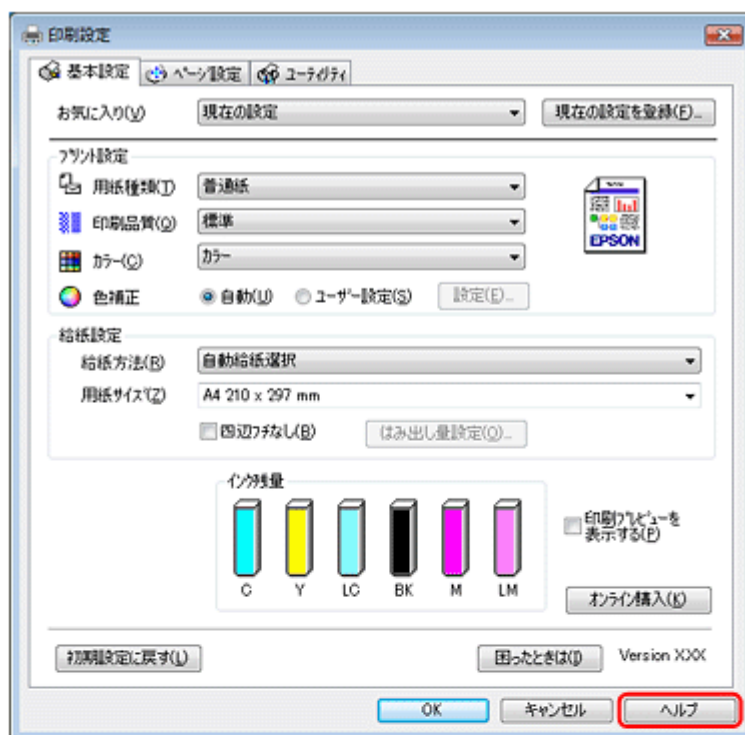 印刷設定
基本設定 ページ設定 ユーティリティ
お気に入り(V) 現在の設定 現在の設定を登録(F)...
プリント設定
用紙種類(T) 普通紙
印刷品質(Q) 標準
カラー(C) カラー
色補正 自動(U) ユーザー設定(S) 設定(E)...
EPSON
給紙設定
給紙方法(R) 自動給紙選択
用紙サイズ(Z) A4 210 x 297 mm
四辺フチなし(B) はみ出し量設定(O)...
インク残量
C Y LC BK M LM
印刷プレビューを
表示する(P)
オンライン購入(K)
初期設定に戻す(L) 困ったときは(I) Version XXX
OK キャンセル ヘルプ